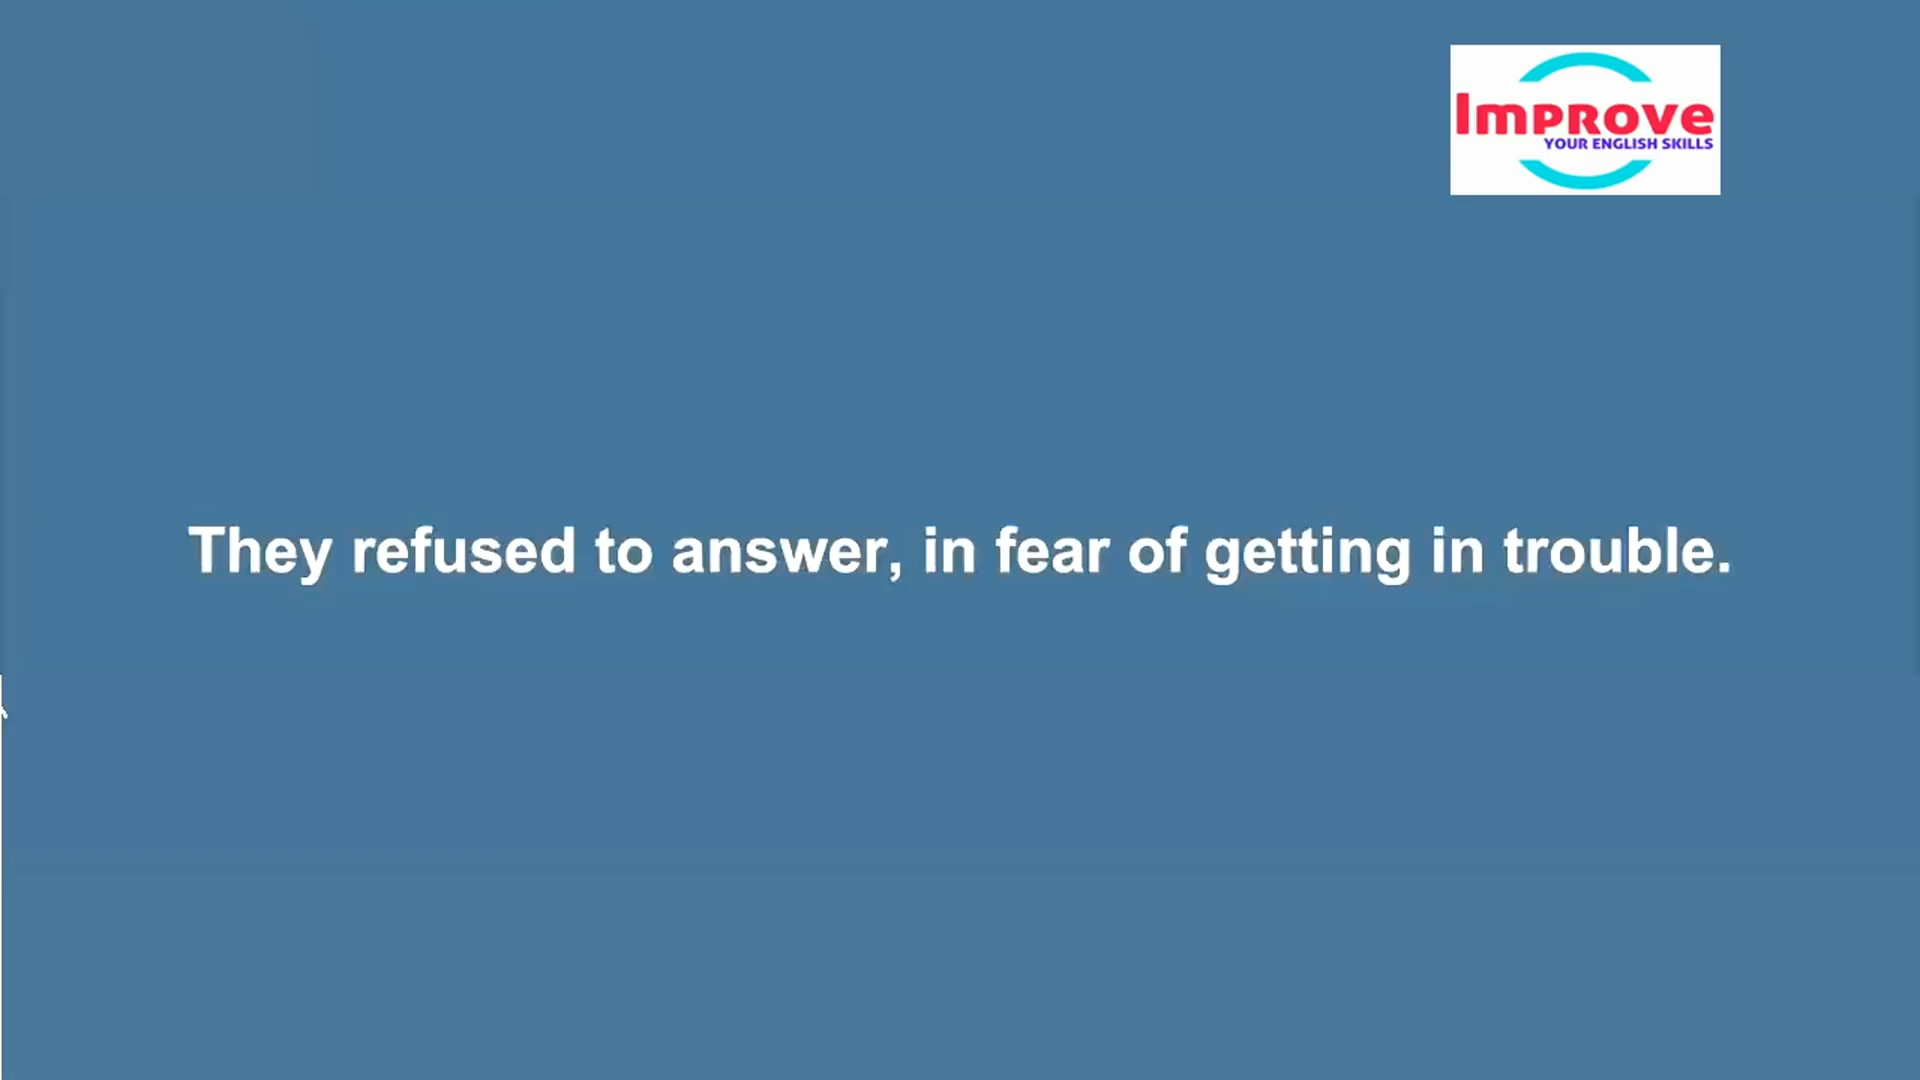 Improve
YOUR ENGLISH SKILLS
They refused to answer, in fear of getting in trouble.